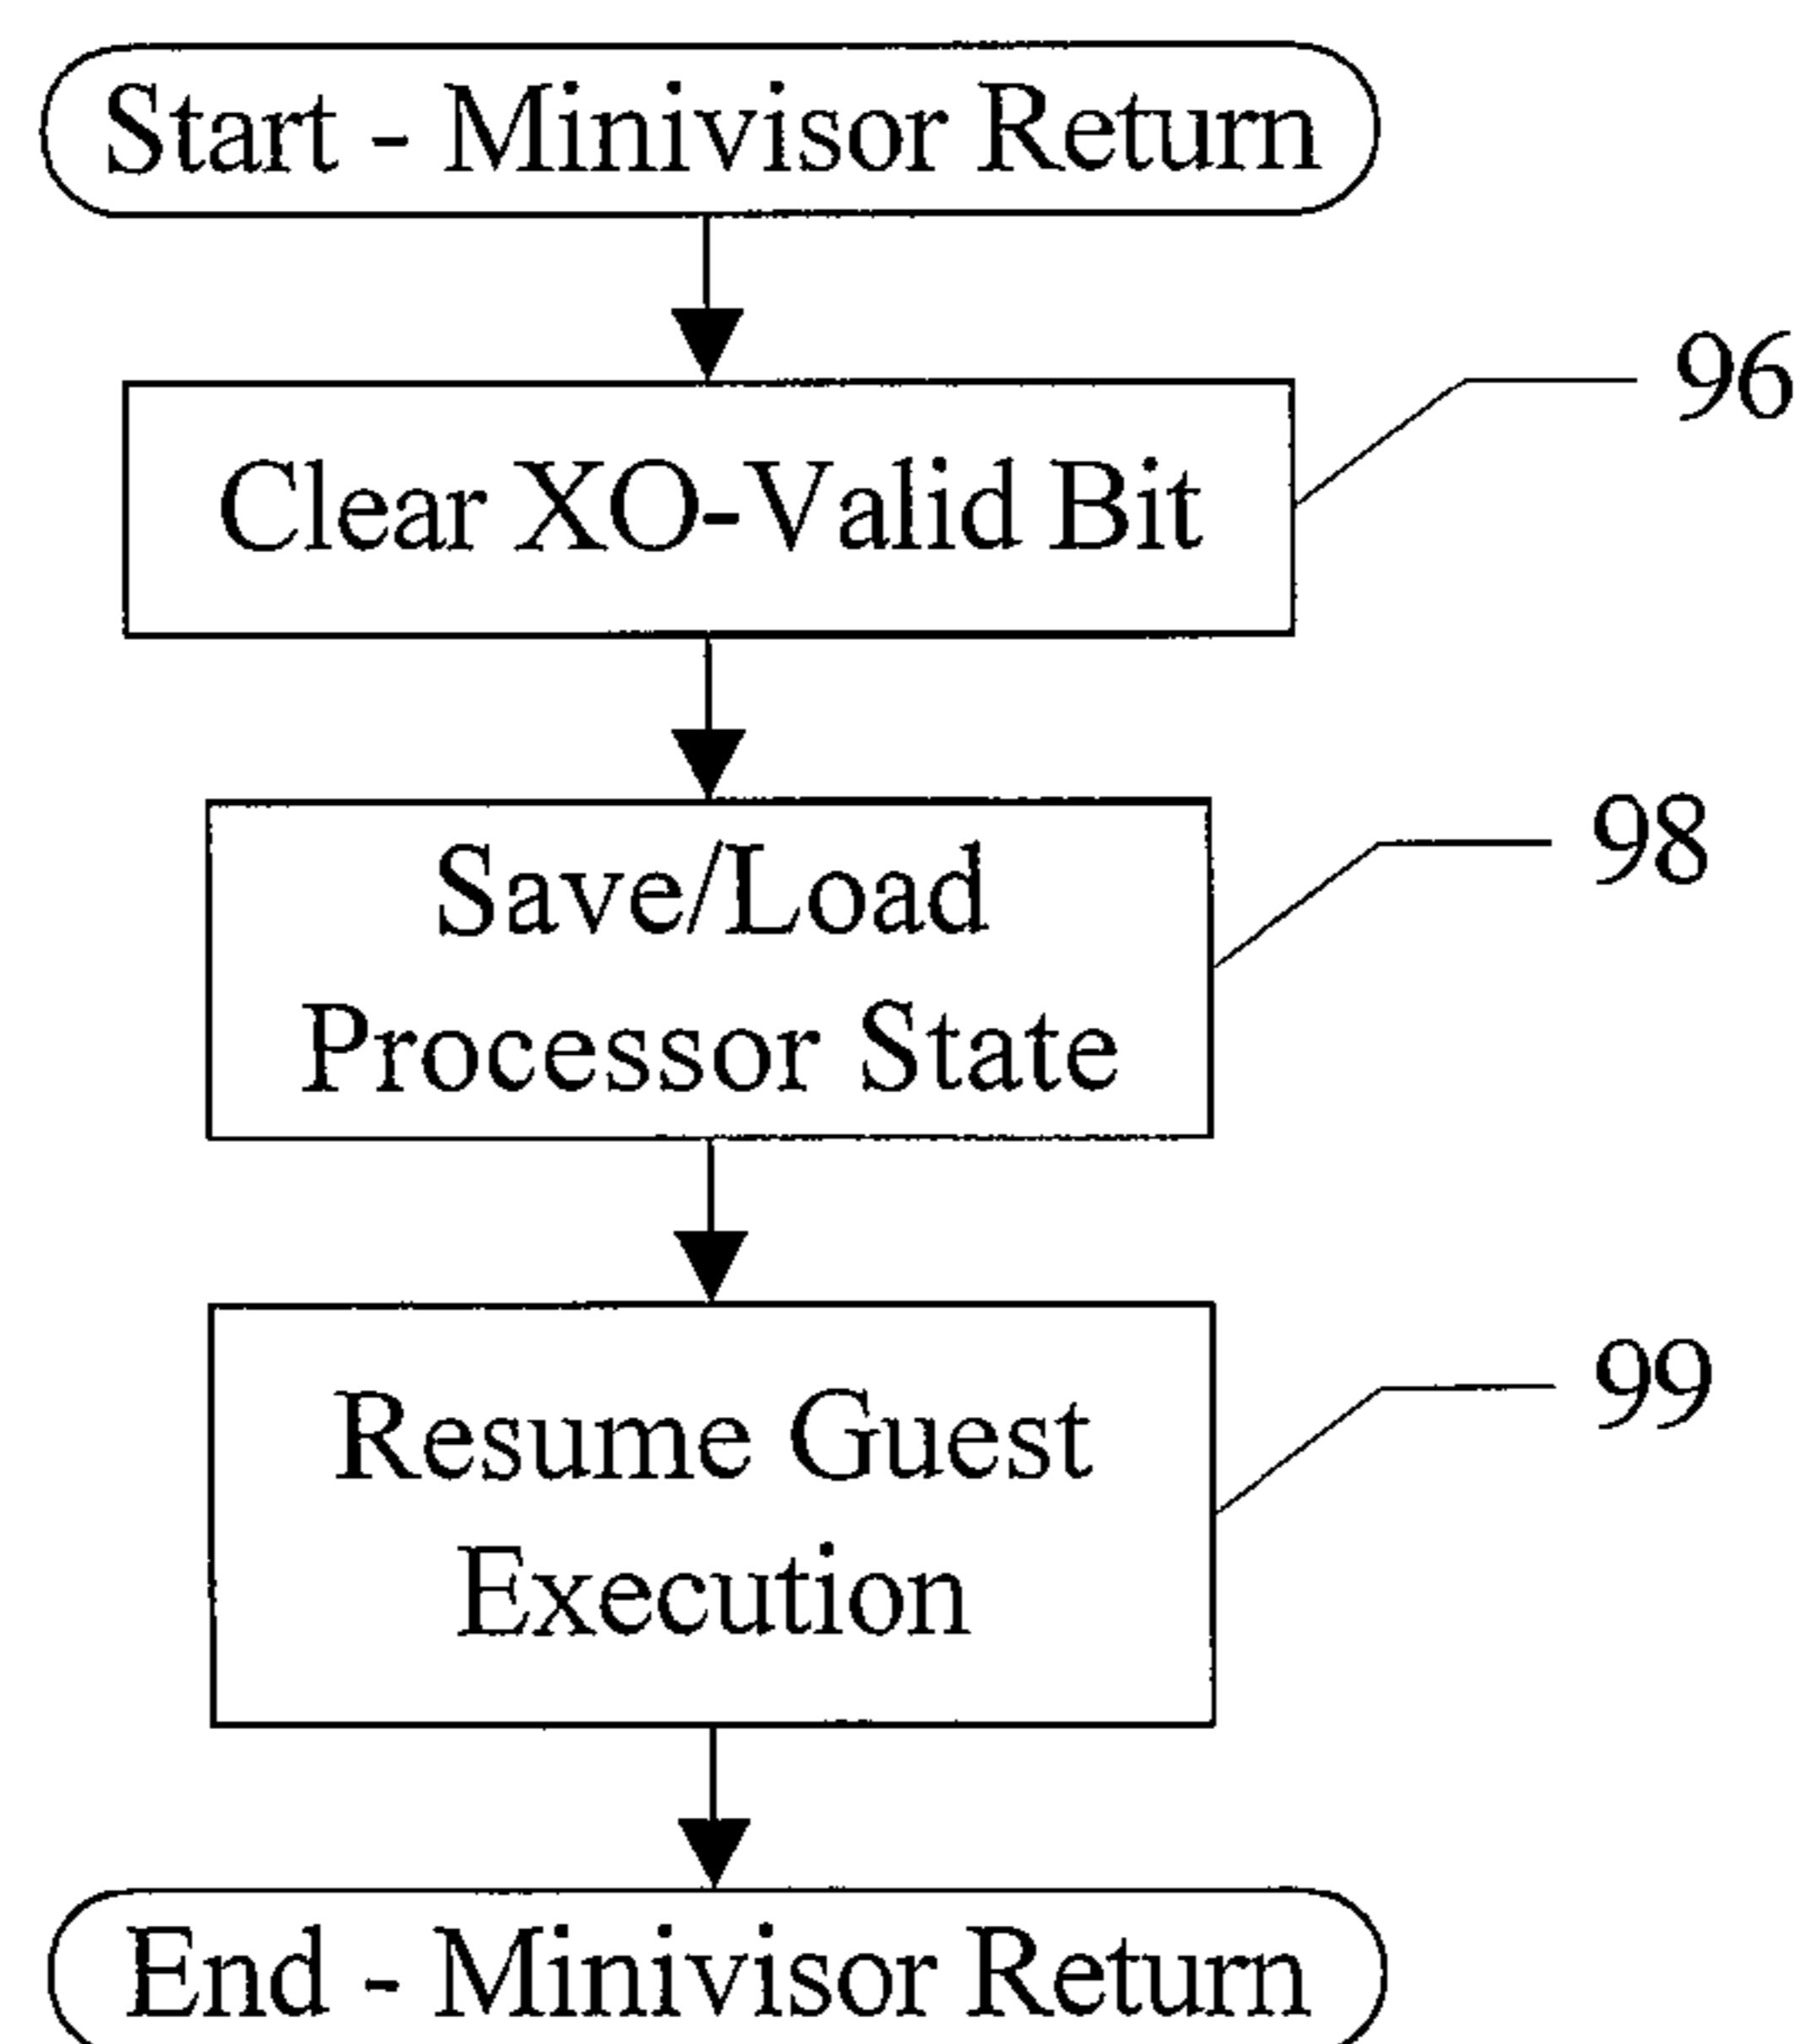 Start - Minivisor Return
96
Clear XO-Valid Bit
98
Save/Load
Processor State
99
Resume Guest
Execution
End - Minivisor Return